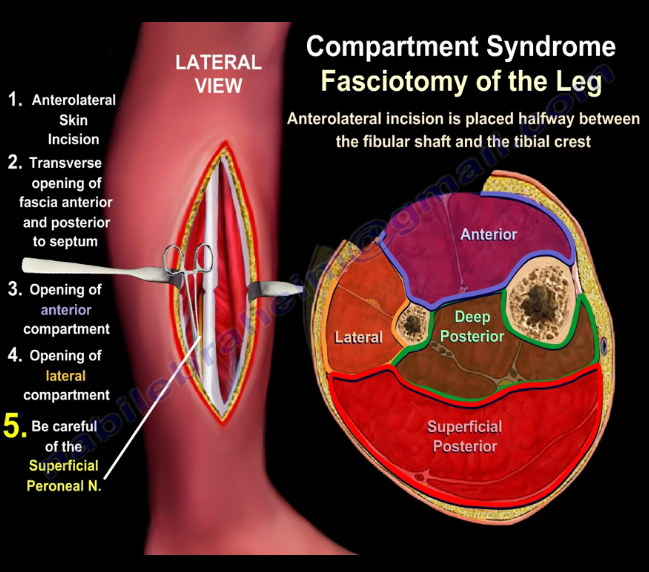 Compartment Syndrome
Fasciotomy of the Leg
Anterolateral incision is placed halfway between
the fibular shaft and the tibial crest
LATERAL
VIEW
1. Anterolateral
Skin
Incision
2. Transverse
opening of
fascia anterior
and posterior
to septum
3. Opening of
anterior
compartment
4. Opening of
lateral
compartment
5. Be careful
of the
Superficial
Peroneal N.
Anterior
Lateral
Deep
Posterior
Superficial
Posterior